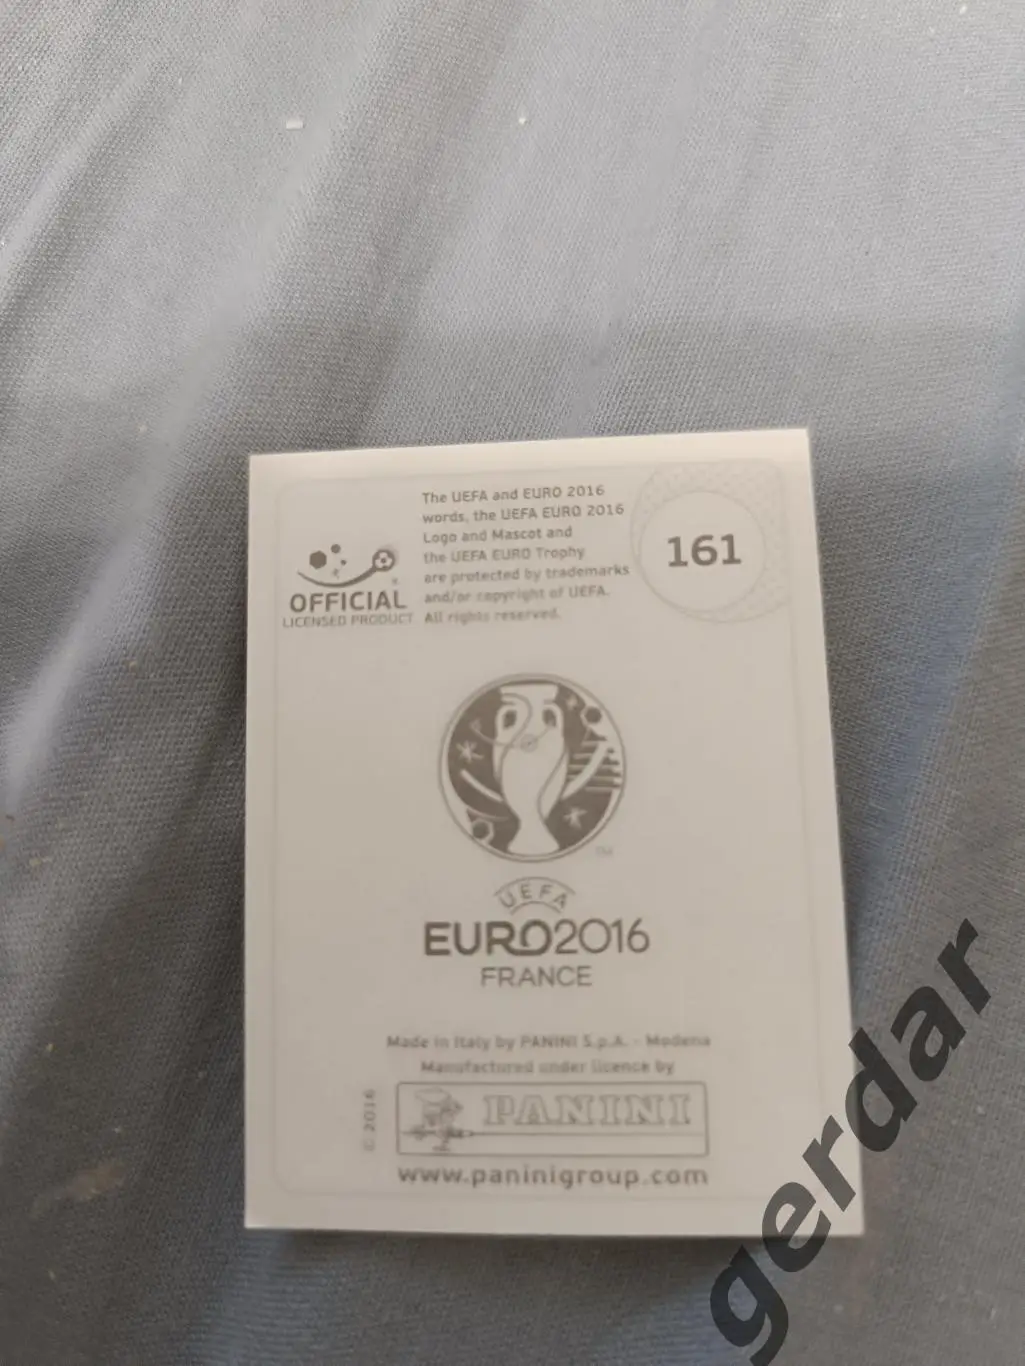 The UEFA and EURO 2016
words, the UEFA EURO 2016
Logo and Mascot and
the UEFA EURO Trophy
are protected by trademarks
and/or copyright of UEFA.
All rights reserved.
OFFICIAL
LICENSED PRODUCT
161
TM
UEFA
EURO2016
FRANCE
Made in Italy by PANINI S.p.A. - Modena
Manufactured under licence by
© 2016
PANINI
www.paninigroup.com
gerdar